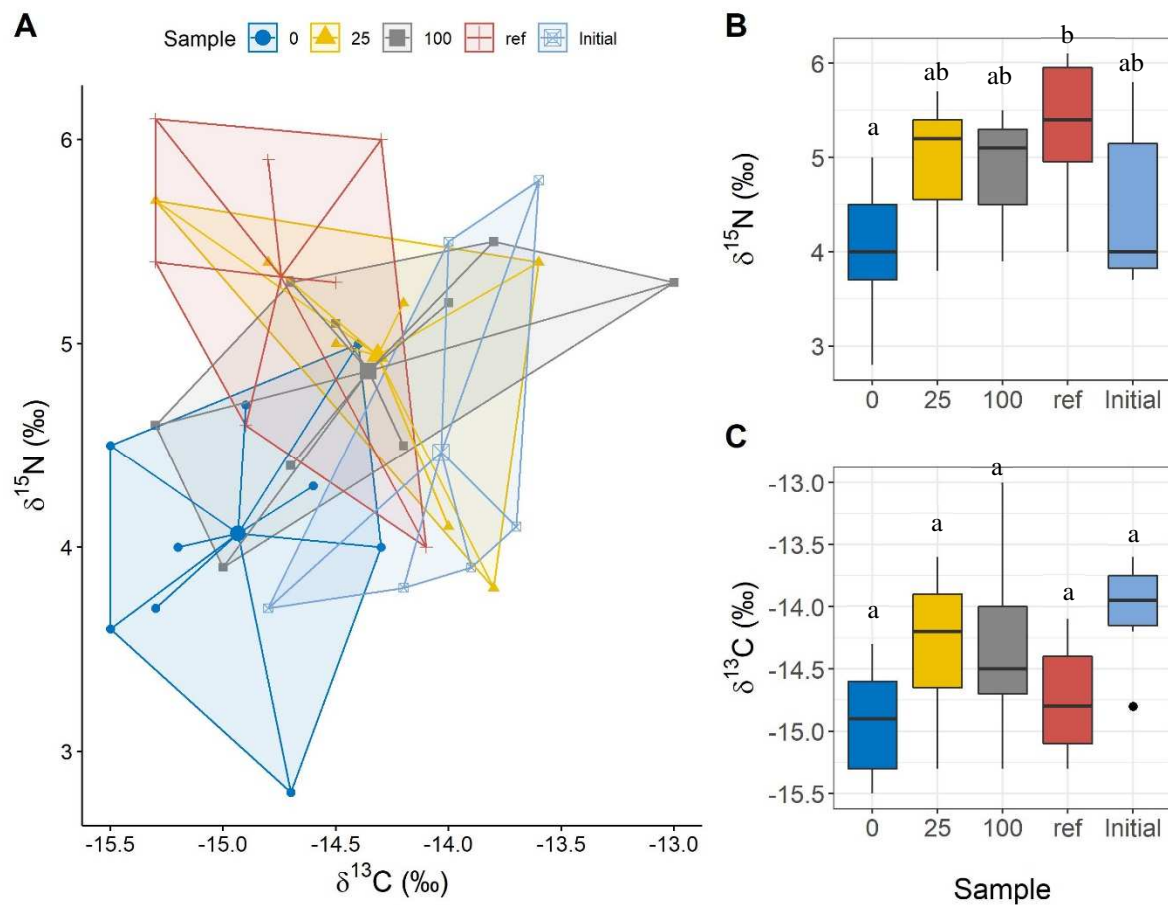 A
Sample 0 25 100 ref Initial
δ15N (‰)
6
5
4
3
-15.5 -15.0 -14.5 -14.0 -13.5 -13.0
δ13C (‰)
B
δ15N (‰)
6
5
4
3
a ab ab b ab
0 25 100 ref Initial
C
δ13C (‰)
-13.0
-13.5
-14.0
-14.5
-15.0
-15.5
a a a a a
0 25 100 ref Initial
Sample